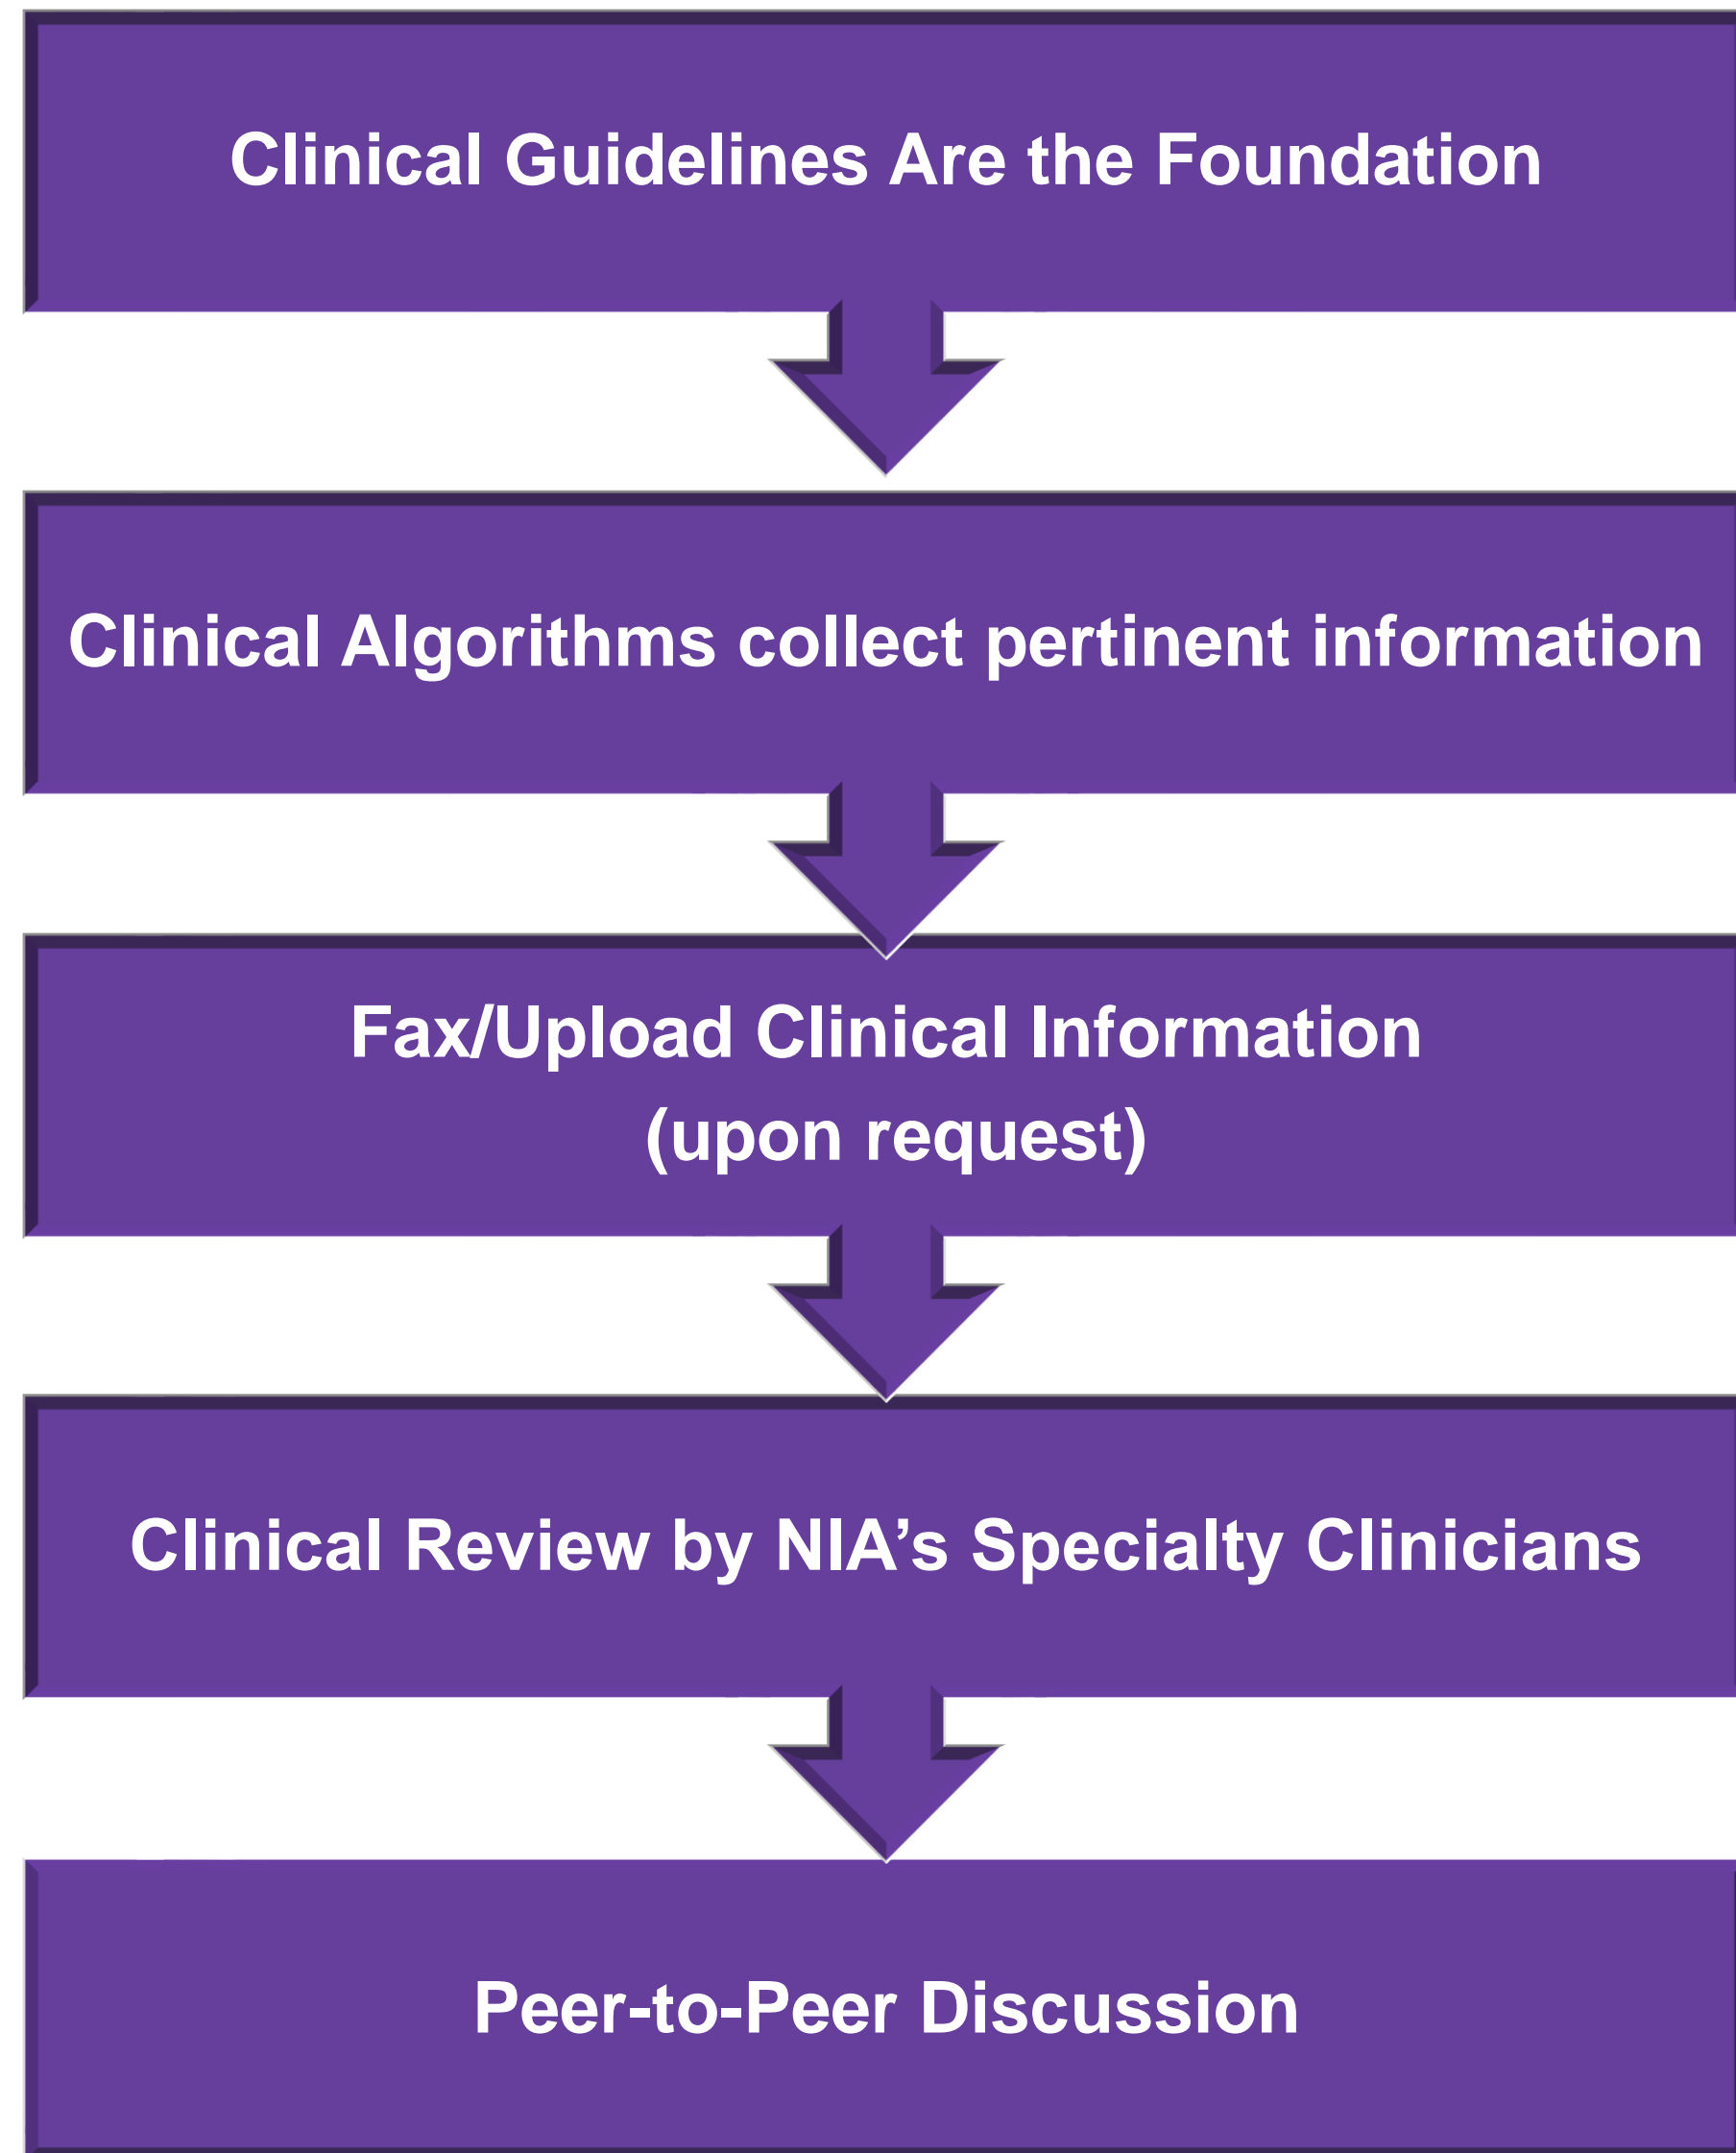 Clinical Guidelines Are the Foundation
Clinical Algorithms collect pertinent information
Fax/Upload Clinical Information
(upon request)
Clinical Review by NIA’s Specialty Clinicians
Peer-to-Peer Discussion